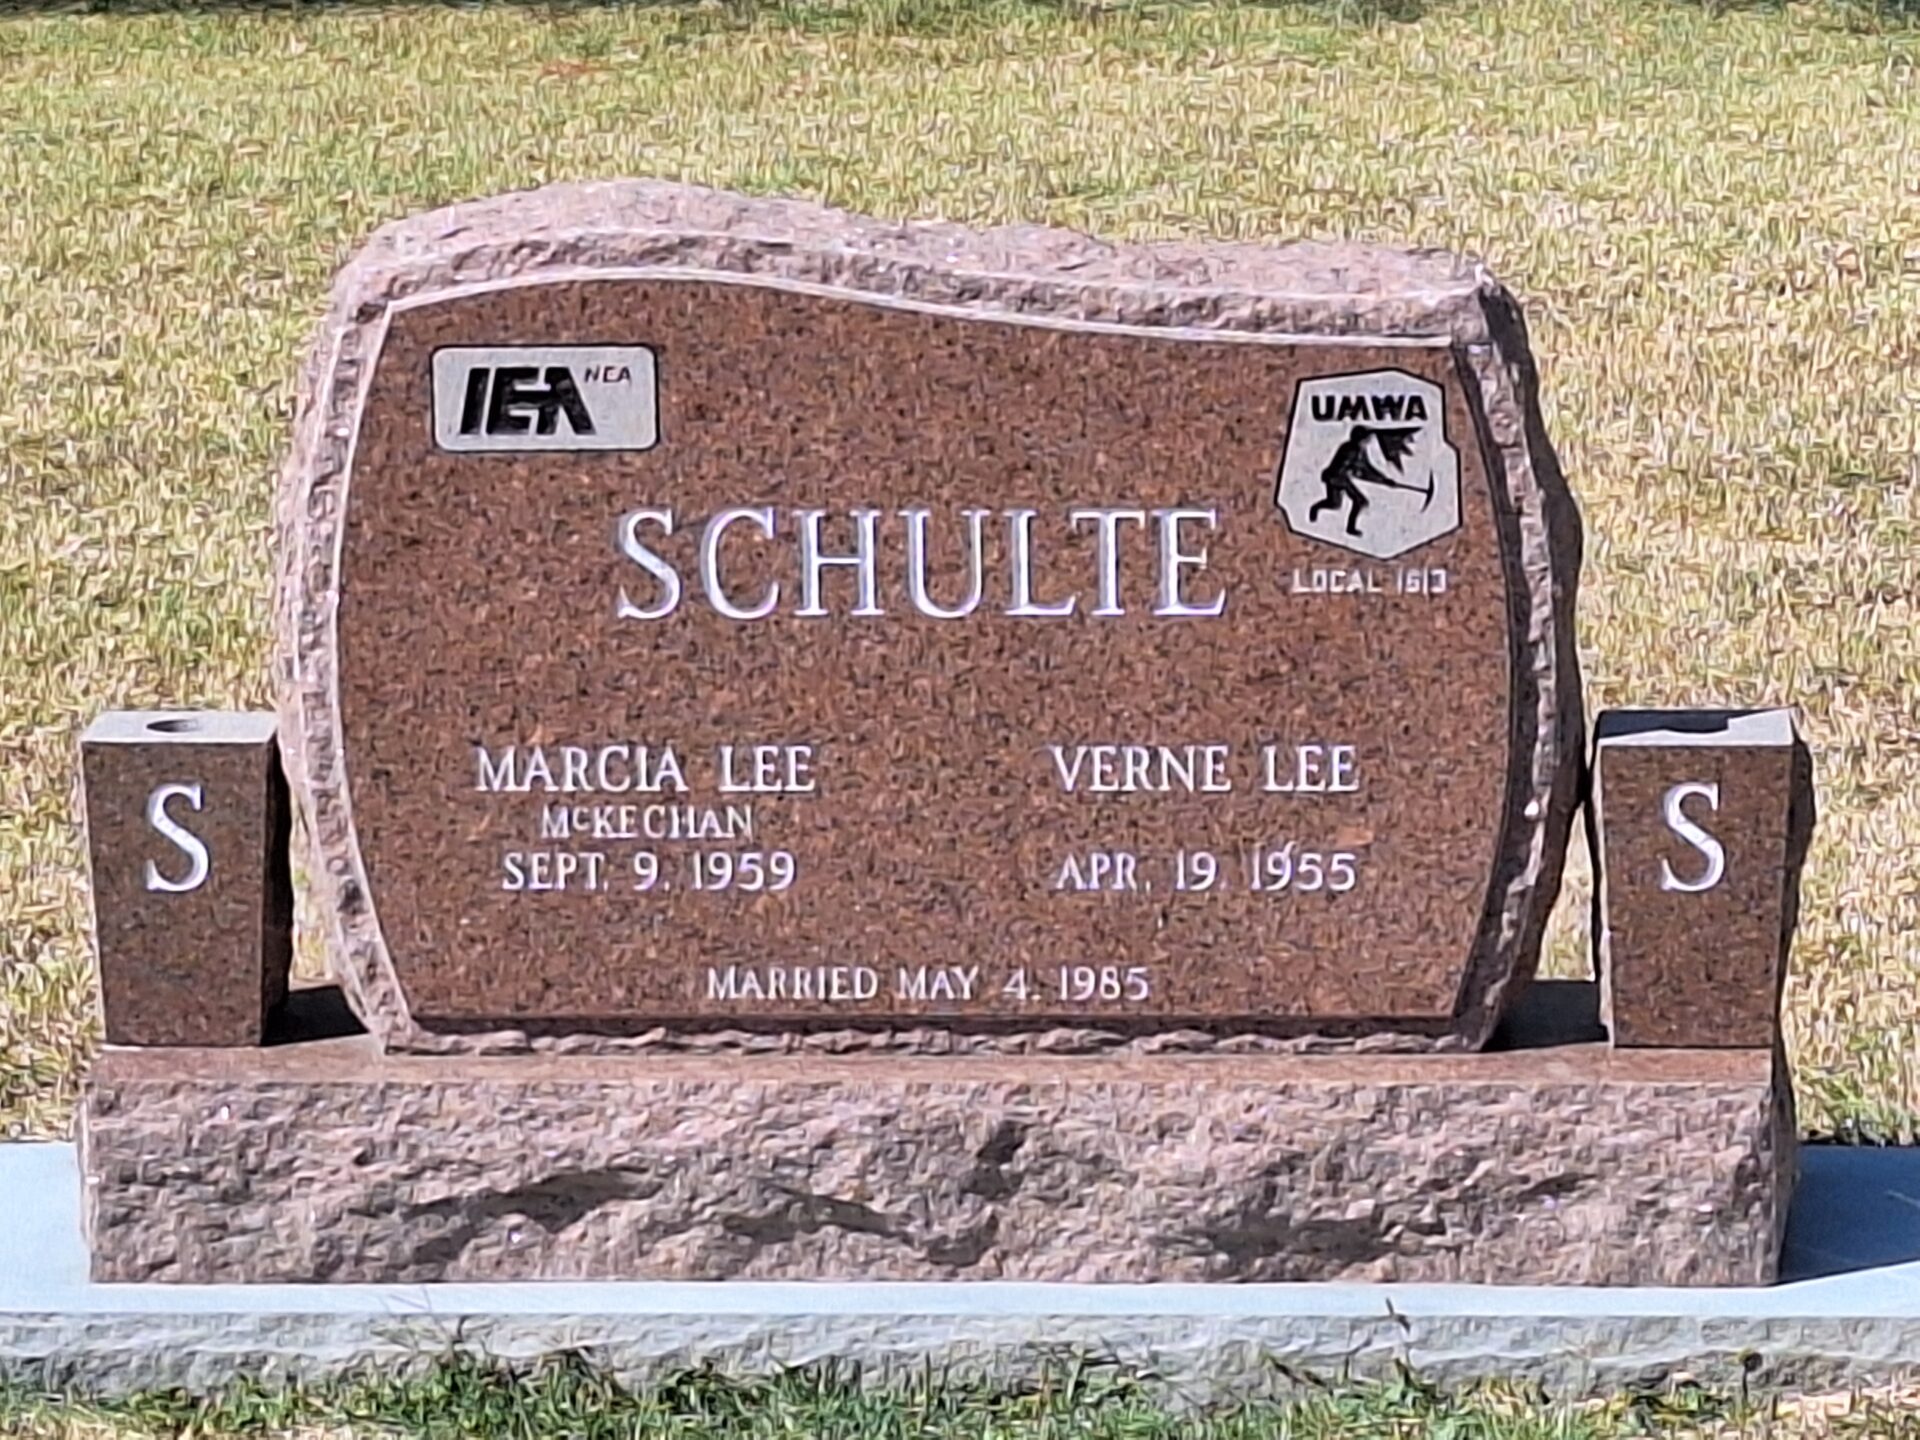 IEA NEA
UMWA
LOCAL 1613
SCHULTE
MARCIA LEE
McKECHAN
SEPT. 9, 1959
VERNE LEE
APR. 19, 1955
MARRIED MAY 4, 1985
S
S